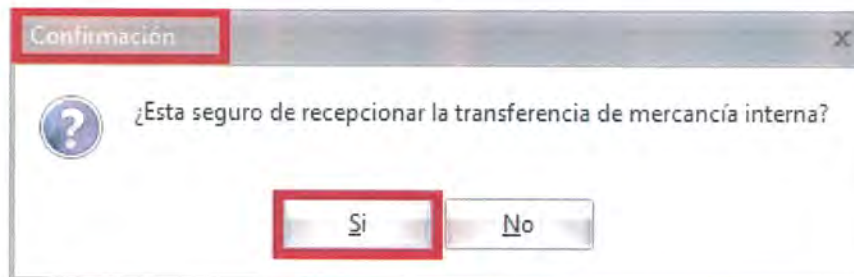 Confirmación
¿Esta seguro de recepcionar la transferencia de mercancía interna?
Si
No